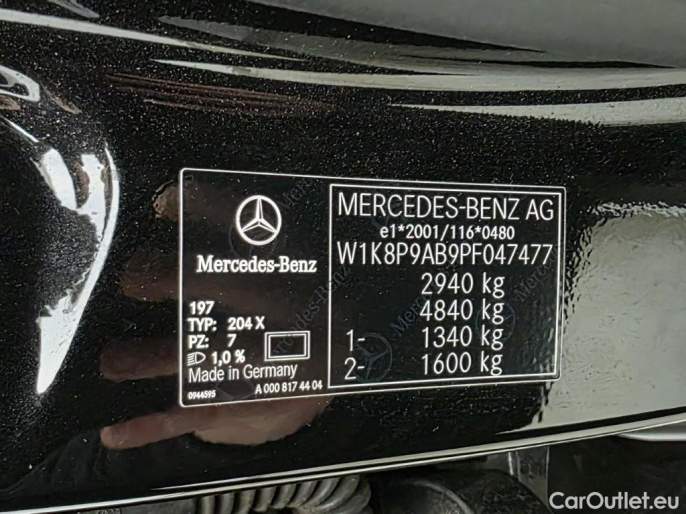 MERCEDES-BENZ AG
e1*2001/116*0480
W1K8P9AB9PF047477
2940 kg
4840 kg
1- 1340 kg
2- 1600 kg
Mercedes-Benz
197
TYP: 204 X
PZ: 7
1,0 %
Made in Germany
0944595 A 000 817 44 04
CarOutlet.eu